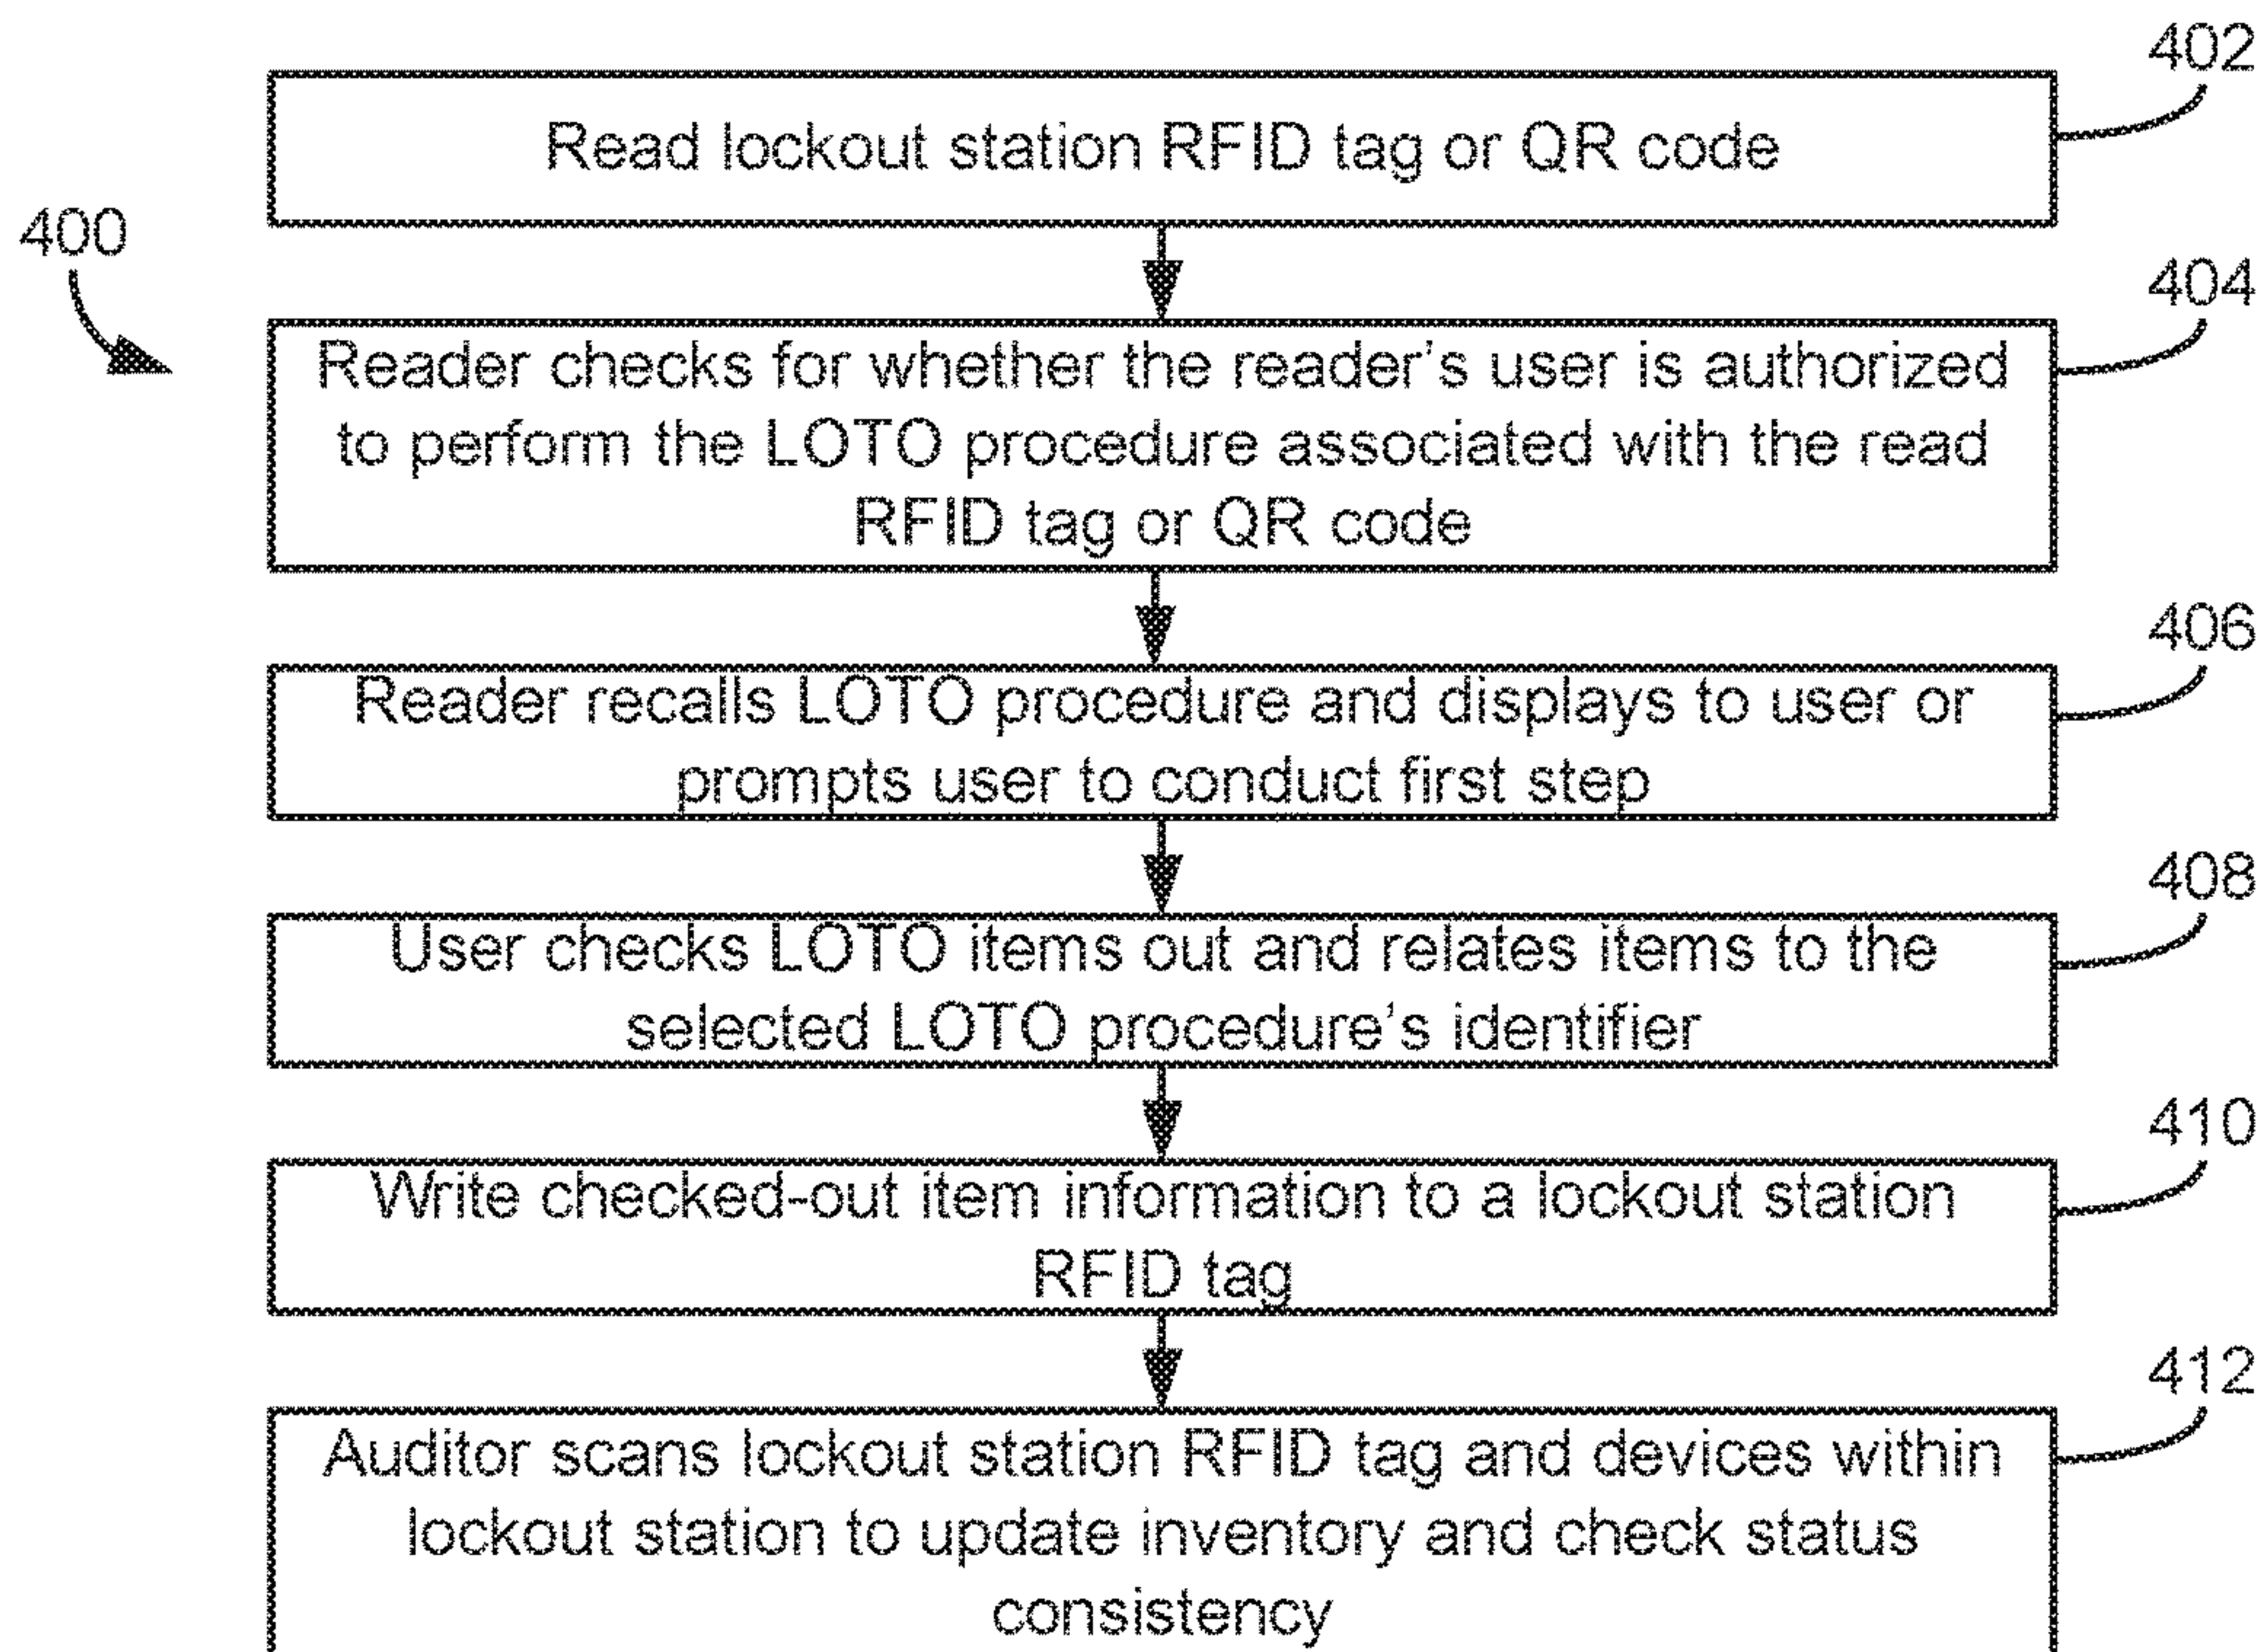 402
Read lockout station RFID tag or QR code
400
404
Reader checks for whether the reader's user is authorized
to perform the LOTO procedure associated with the read
RFID tag or QR code
406
Reader recalls LOTO procedure and displays to user or
prompts user to conduct first step
408
User checks LOTO items out and relates items to the
selected LOTO procedure's identifier
410
Write checked-out item information to a lockout station
RFID tag
412
Auditor scans lockout station RFID tag and devices within
lockout station to update inventory and check status
consistency